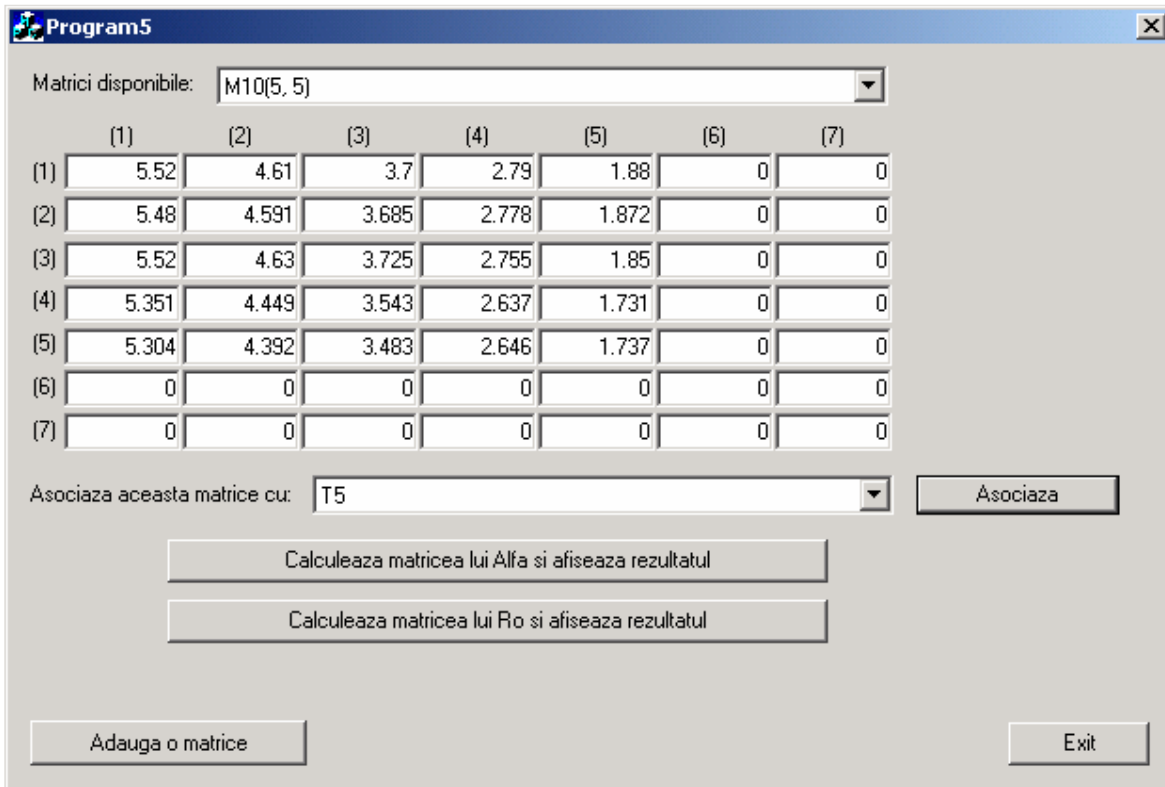 Program5
Matrici disponibile: M10(5, 5)
(1) (2) (3) (4) (5) (6) (7)
(1) 5.52 4.61 3.7 2.79 1.88 0 0
(2) 5.48 4.591 3.685 2.778 1.872 0 0
(3) 5.52 4.63 3.725 2.755 1.85 0 0
(4) 5.351 4.449 3.543 2.637 1.731 0 0
(5) 5.304 4.392 3.483 2.646 1.737 0 0
(6) 0 0 0 0 0 0 0
(7) 0 0 0 0 0 0 0
Asociaza aceasta matrice cu: T5 Asociaza
Calculeaza matricea lui Alfa si afiseaza rezultatul
Calculeaza matricea lui Ro si afiseaza rezultatul
Adauga o matrice Exit